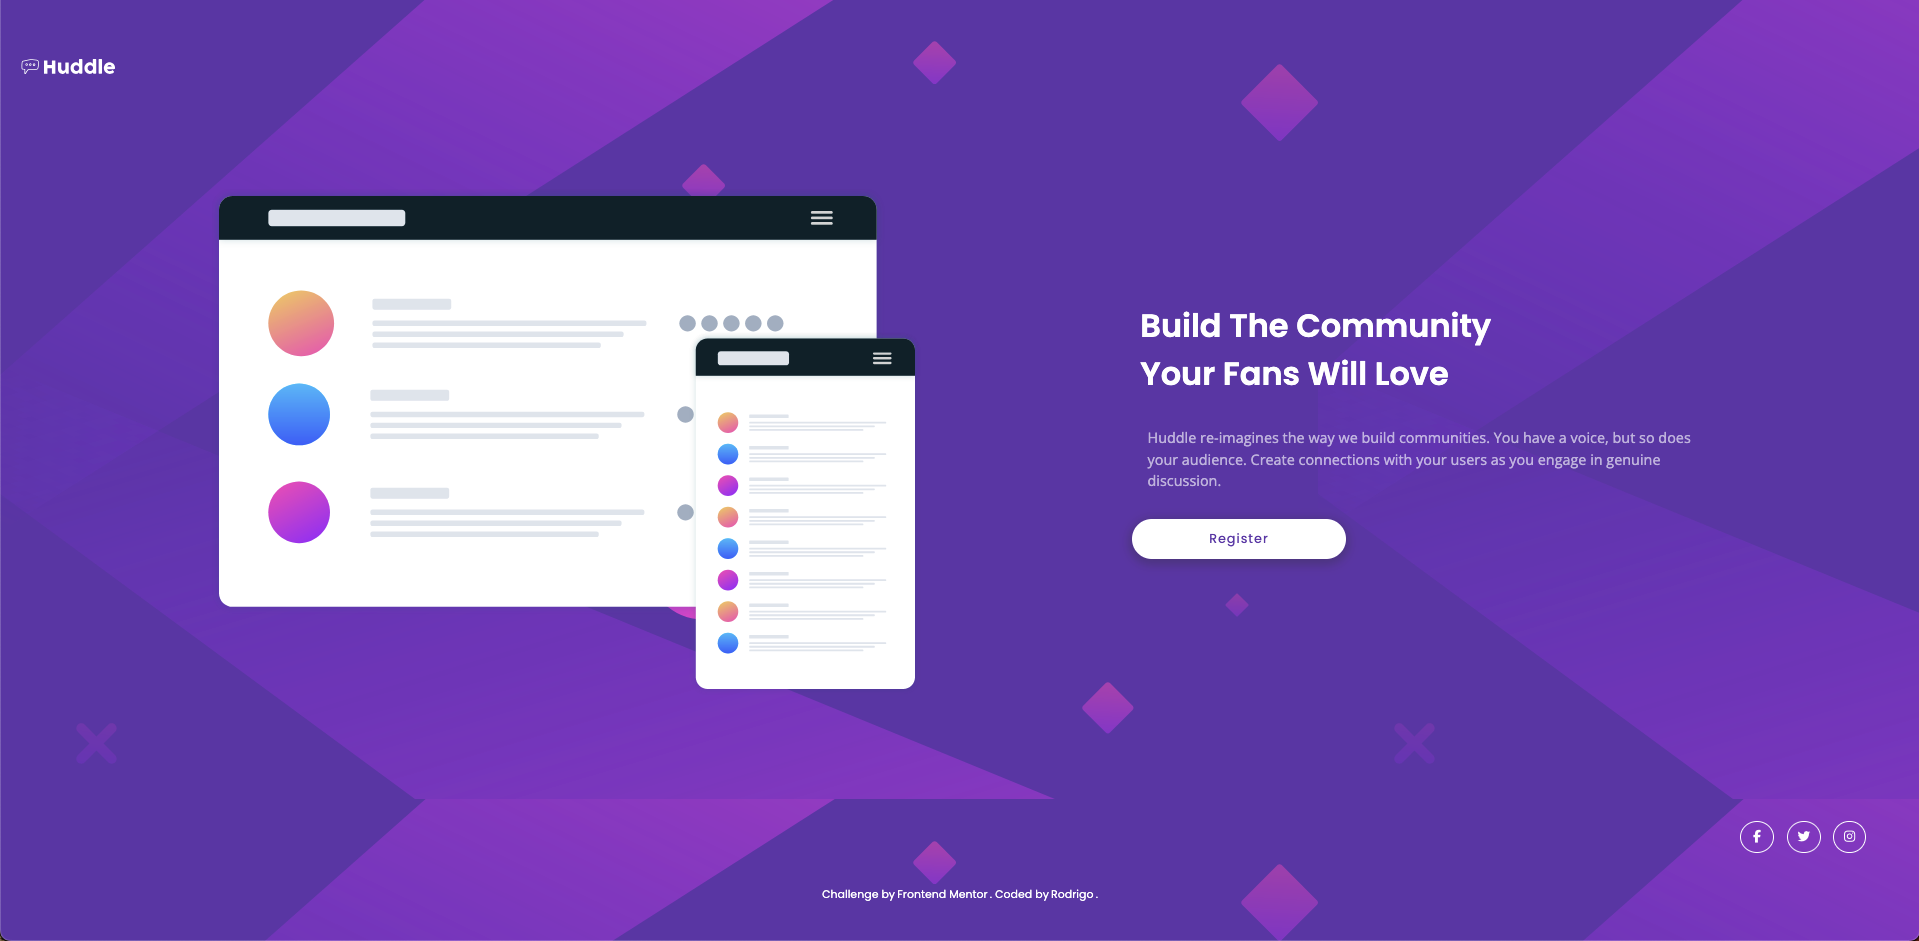 Huddle
Build The Community
Your Fans Will Love
Huddle re-imagines the way we build communities. You have a voice, but so does
your audience. Create connections with your users as you engage in genuine
discussion.
Register
Challenge by Frontend Mentor . Coded by Rodrigo .